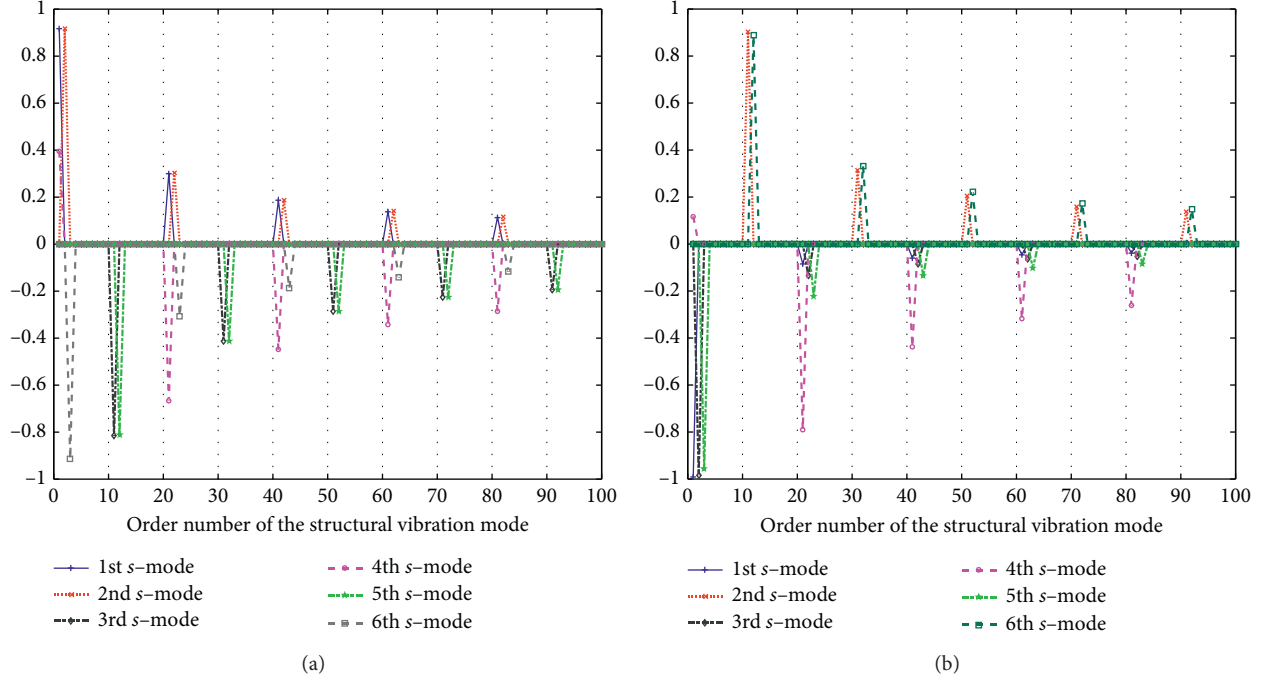 1
0.8
0.6
0.4
0.2
0
−0.2
−0.4
−0.6
−0.8
−1
0 10 20 30 40 50 60 70 80 90 100
Order number of the structural vibration mode
1st s–mode
2nd s–mode
3rd s–mode
4th s–mode
5th s–mode
6th s–mode
(a)
1
0.8
0.6
0.4
0.2
0
−0.2
−0.4
−0.6
−0.8
−1
0 10 20 30 40 50 60 70 80 90 100
Order number of the structural vibration mode
1st s–mode
2nd s–mode
3rd s–mode
4th s–mode
5th s–mode
6th s–mode
(b)